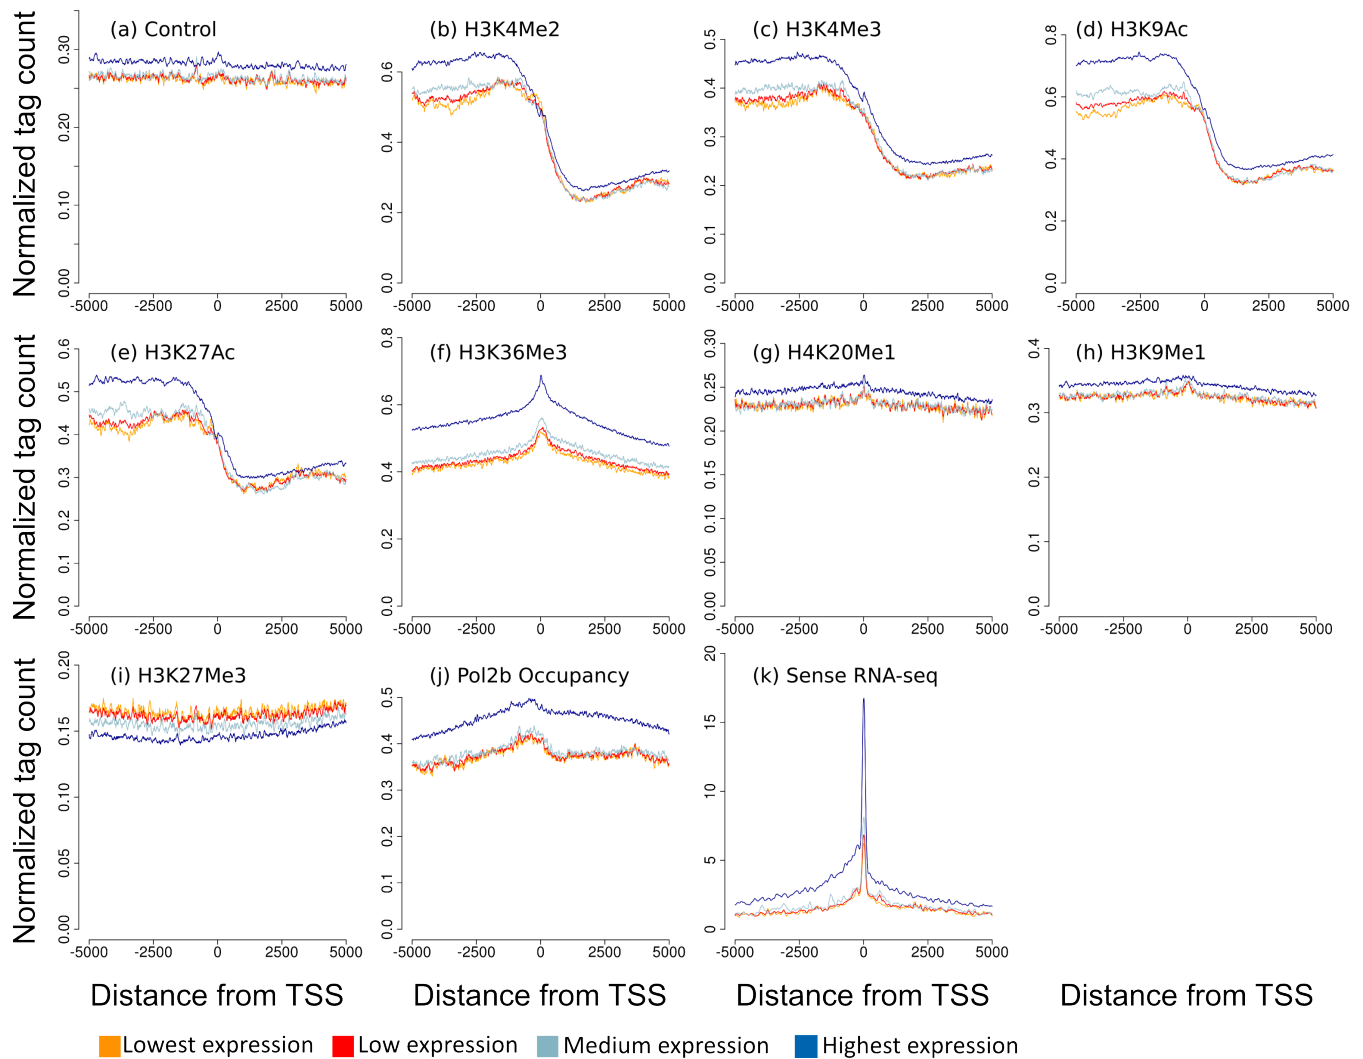 Normalized tag count
(a) Control
0.00 0.10 0.20 0.30
-5000 -2500 0 2500 5000
(b) H3K4Me2
0.0 0.2 0.4 0.6
-5000 -2500 0 2500 5000
(c) H3K4Me3
0.0 0.1 0.2 0.3 0.4 0.5
-5000 -2500 0 2500 5000
(d) H3K9Ac
0.0 0.2 0.4 0.6 0.8
-5000 -2500 0 2500 5000
Normalized tag count
(e) H3K27Ac
0.0 0.1 0.2 0.3 0.4 0.5 0.6
-5000 -2500 0 2500 5000
(f) H3K36Me3
0.0 0.2 0.4 0.6 0.8
-5000 -2500 0 2500 5000
(g) H4K20Me1
0.00 0.05 0.10 0.15 0.20 0.25 0.30
-5000 -2500 0 2500 5000
(h) H3K9Me1
0.0 0.1 0.2 0.3 0.4
-5000 -2500 0 2500 5000
Normalized tag count
(i) H3K27Me3
0.00 0.05 0.10 0.15 0.20
-5000 -2500 0 2500 5000
(j) Pol2b Occupancy
0.0 0.1 0.2 0.3 0.4 0.5
-5000 -2500 0 2500 5000
(k) Sense RNA-seq
0 5 10 15 20
-5000 -2500 0 2500 5000
Distance from TSS
Distance from TSS
Distance from TSS
Distance from TSS
Lowest expression
Low expression
Medium expression
Highest expression